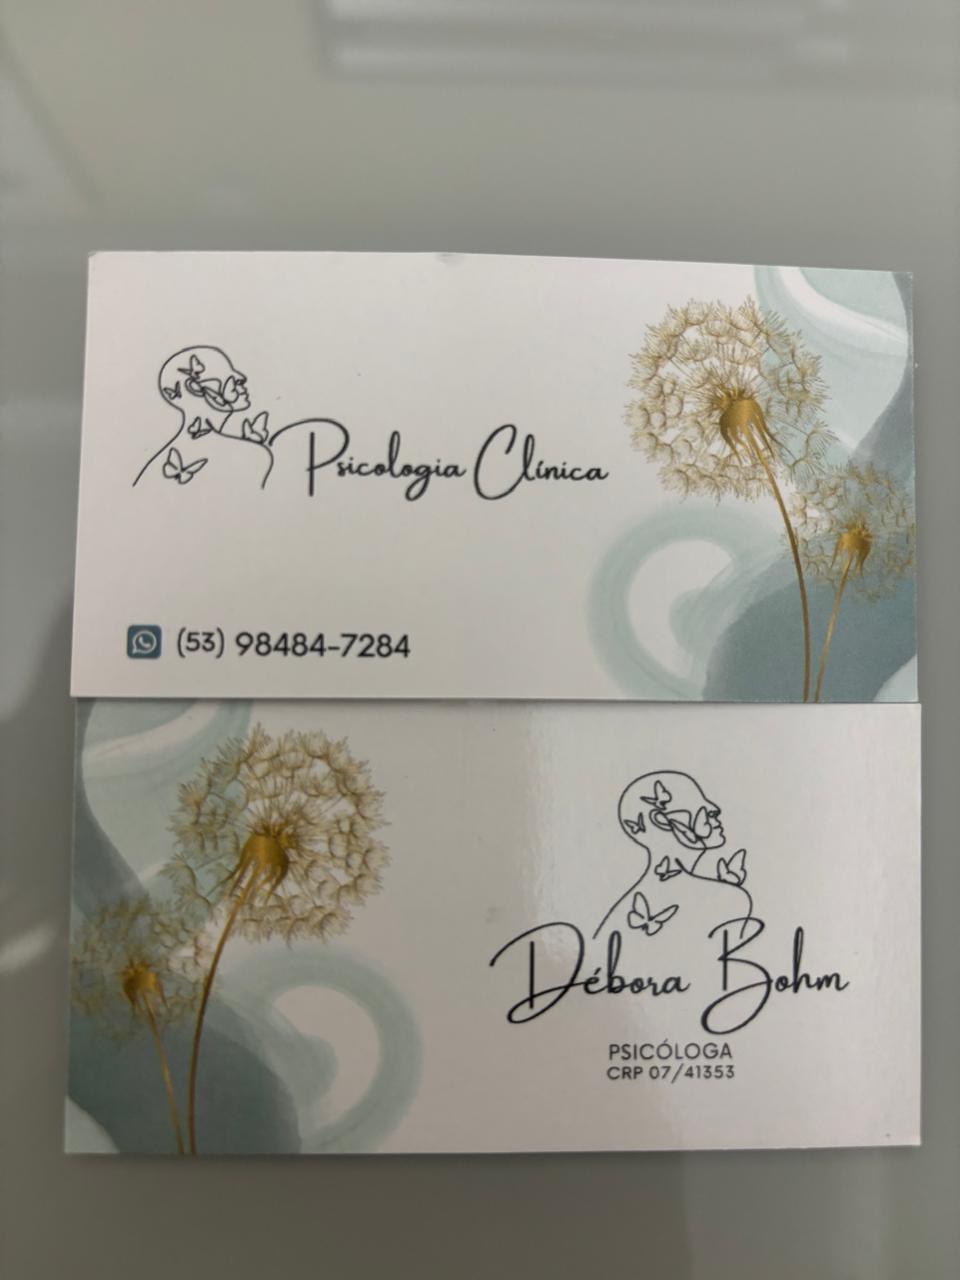 Psicologia Clínica
(53) 98484-7284
Débora Bohm
PSICÓLOGA
CRP 07/41353